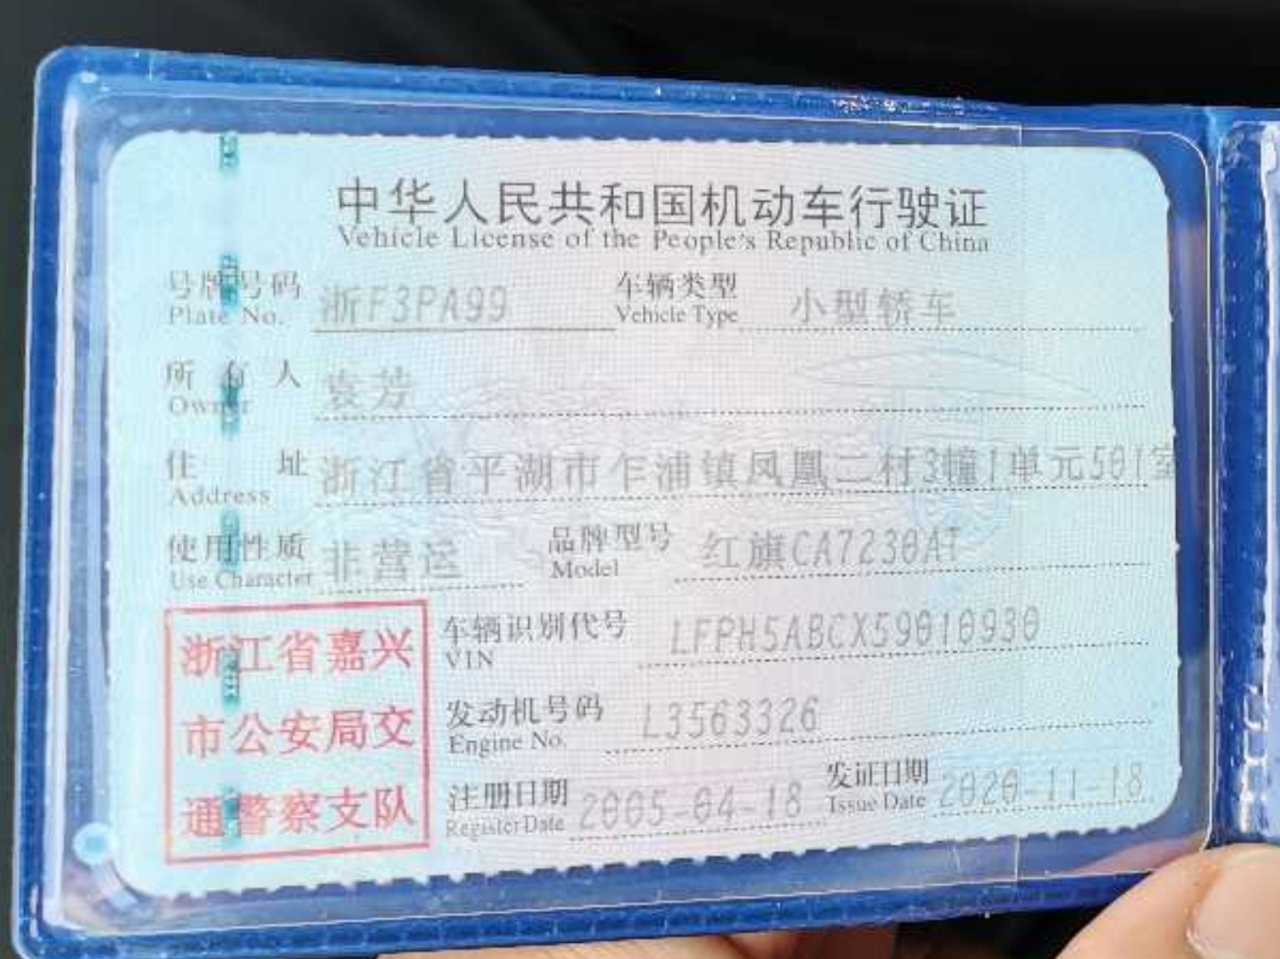 中华人民共和国机动车行驶证
Vehicle License of the People's Republic of China
号牌号码 浙F3PA99 车辆类型 小型轿车
Plate No. Vehicle Type
所有人 袁芳
Owner
住址 浙江省平湖市乍浦镇凤凰二村3幢1单元501室
Address
使用性质 非营运 品牌型号 红旗CA7230AT
Use Character Model
浙江省嘉兴
市公安局交
通警察支队
车辆识别代号 LFPH5ABCX59010930
VIN
发动机号码 L3563326
Engine No.
注册日期 2005-04-18 发证日期 2020-11-18
Register Date Issue Date